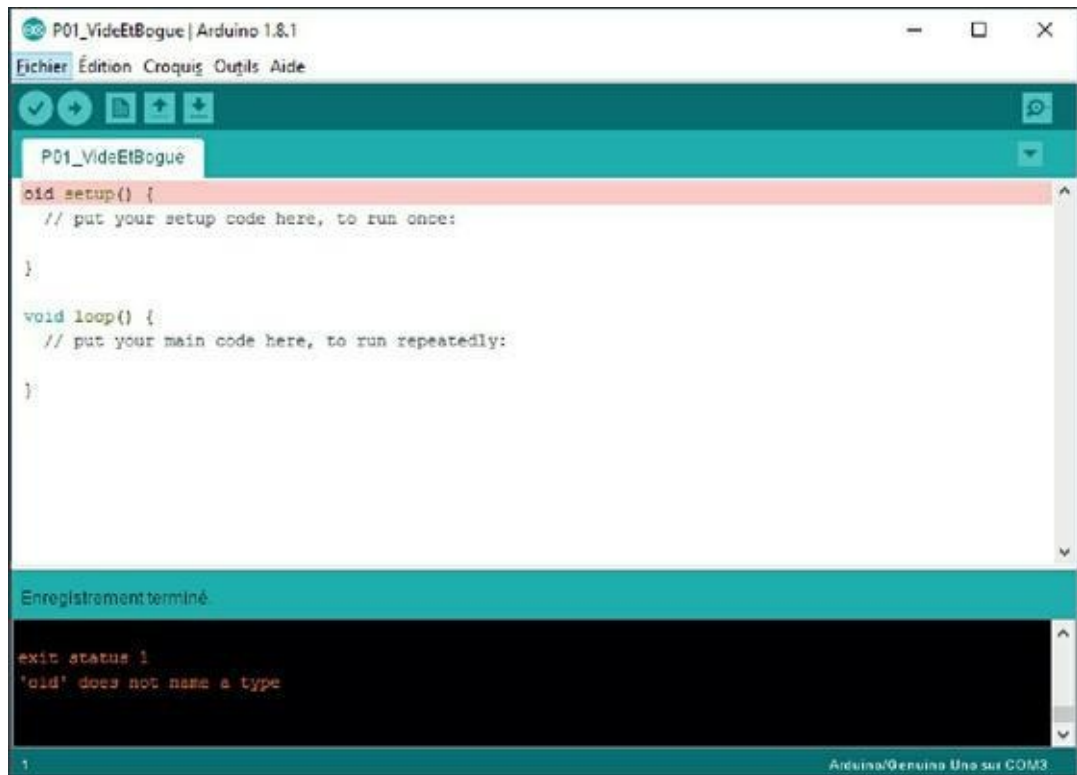 P01_VideEtBogue | Arduino 1.8.1
Fichier Édition Croquis Outils Aide
P01_VideEtBogue
oid setup() {
// put your setup code here, to run once:
}
void loop() {
// put your main code here, to run repeatedly:
}
Enregistrement terminé.
exit status 1
'oid' does not name a type
1 Arduino/Genuino Uno sur COM3